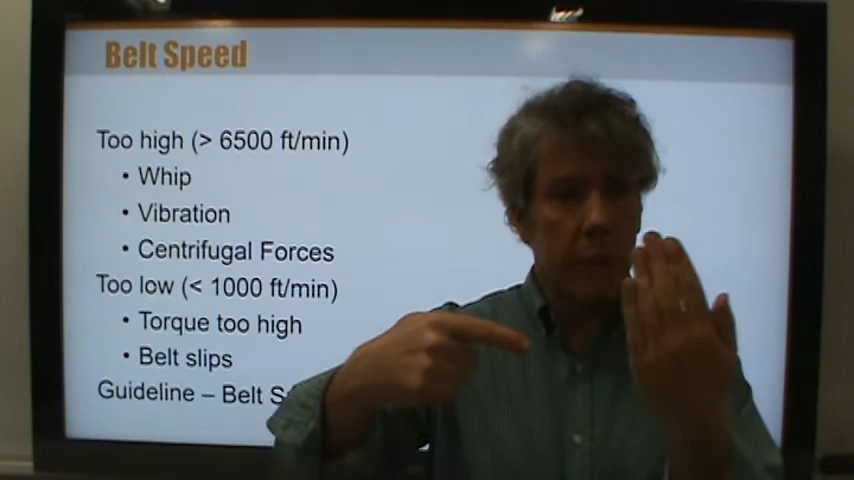 Belt Speed
Too high (> 6500 ft/min)
• Whip
• Vibration
• Centrifugal Forces
Too low (< 1000 ft/min)
• Torque too high
• Belt slips
Guideline – Belt